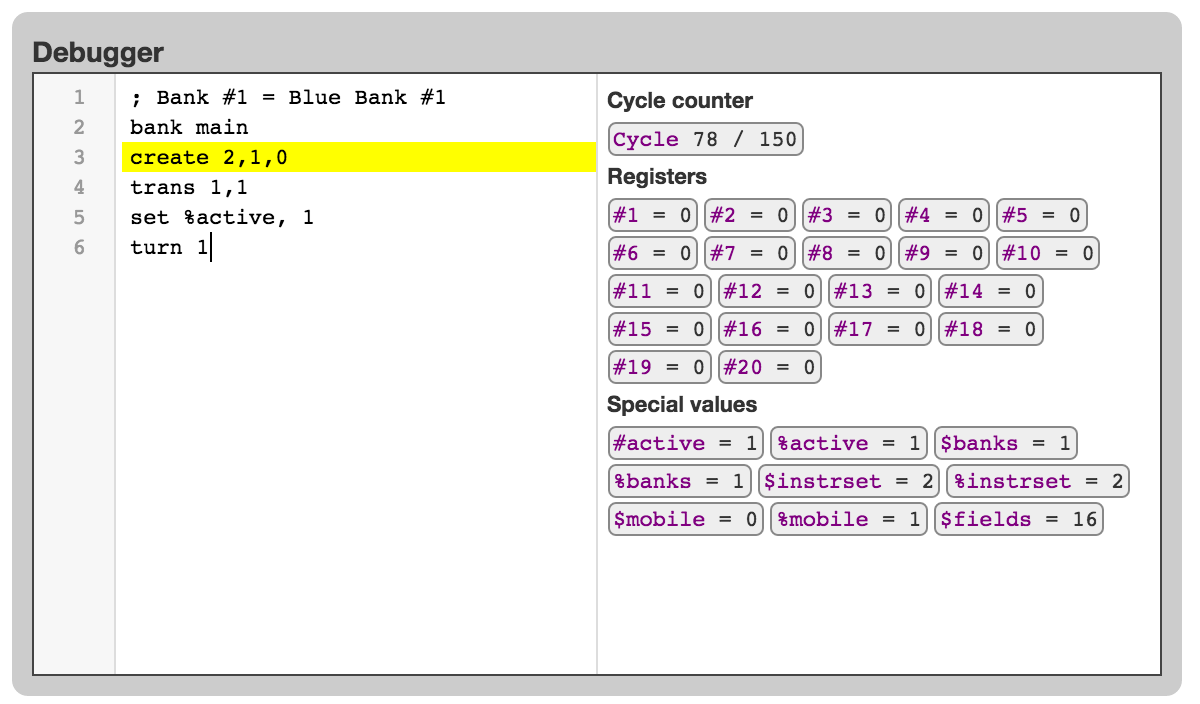 Debugger
1 ; Bank #1 = Blue Bank #1
2 bank main
3 create 2,1,0
4 trans 1,1
5 set %active, 1
6 turn 1
Cycle counter
Cycle 78 / 150
Registers
#1 = 0 #2 = 0 #3 = 0 #4 = 0 #5 = 0
#6 = 0 #7 = 0 #8 = 0 #9 = 0 #10 = 0
#11 = 0 #12 = 0 #13 = 0 #14 = 0
#15 = 0 #16 = 0 #17 = 0 #18 = 0
#19 = 0 #20 = 0
Special values
#active = 1 %active = 1 $banks = 1
%banks = 1 $instrset = 2 %instrset = 2
$mobile = 0 %mobile = 1 $fields = 16